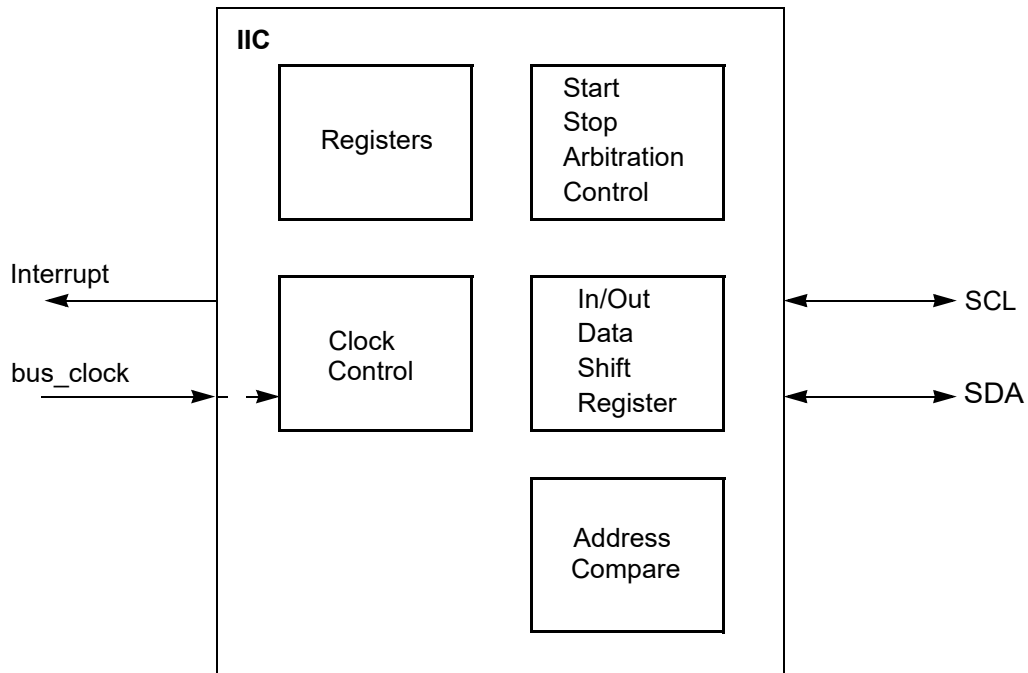 IIC
Registers
Start
Stop
Arbitration
Control
Interrupt
bus_clock
Clock
Control
In/Out
Data
Shift
Register
SCL
SDA
Address
Compare